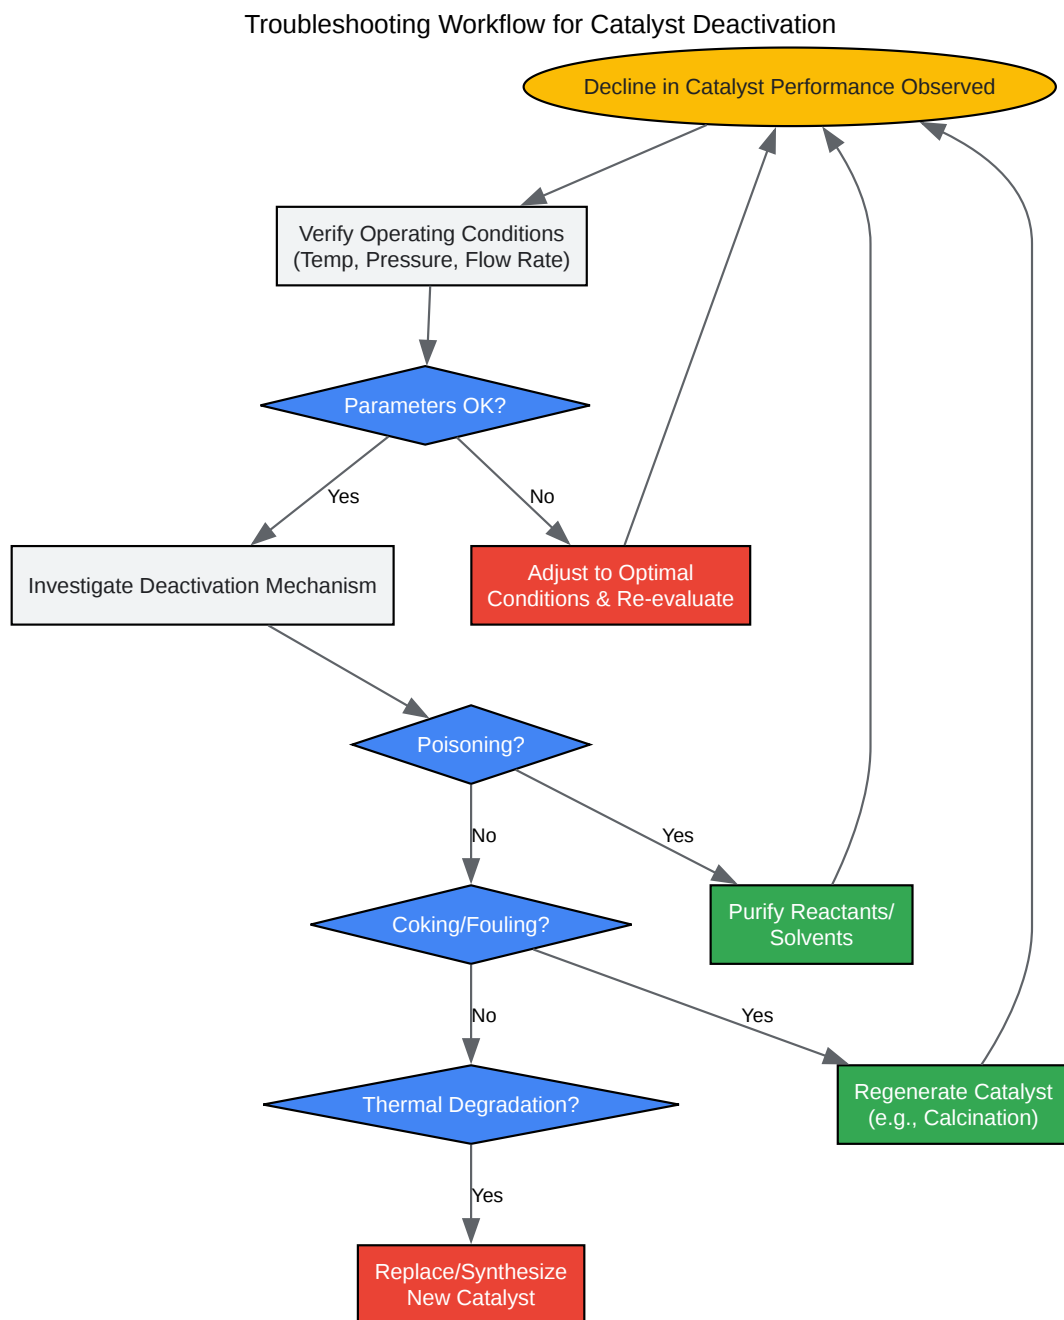 Troubleshooting Workflow for Catalyst Deactivation
Decline in Catalyst Performance Observed
Verify Operating Conditions
(Temp, Pressure, Flow Rate)
Parameters OK?
Yes
No
Investigate Deactivation Mechanism
Adjust to Optimal
Conditions & Re-evaluate
Poisoning?
No
Yes
Coking/Fouling?
Purify Reactants/
Solvents
No
Yes
Thermal Degradation?
Regenerate Catalyst
(e.g., Calcination)
Yes
Replace/Synthesize
New Catalyst